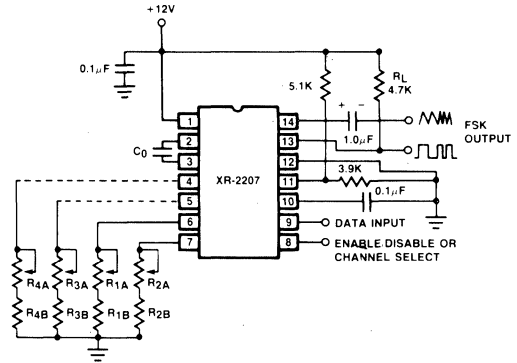 +12V
0.1μF
5.1K
R_L
4.7K
+ −
1.0μF
FSK
OUTPUT
C₀
XR-2207
1
2
3
4
5
6
7
14
13
12
11
10
9
8
3.9K
0.1μF
DATA INPUT
ENABLE/DISABLE OR
CHANNEL SELECT
R4A R3A R1A R2A
R4B R3B R1B R2B